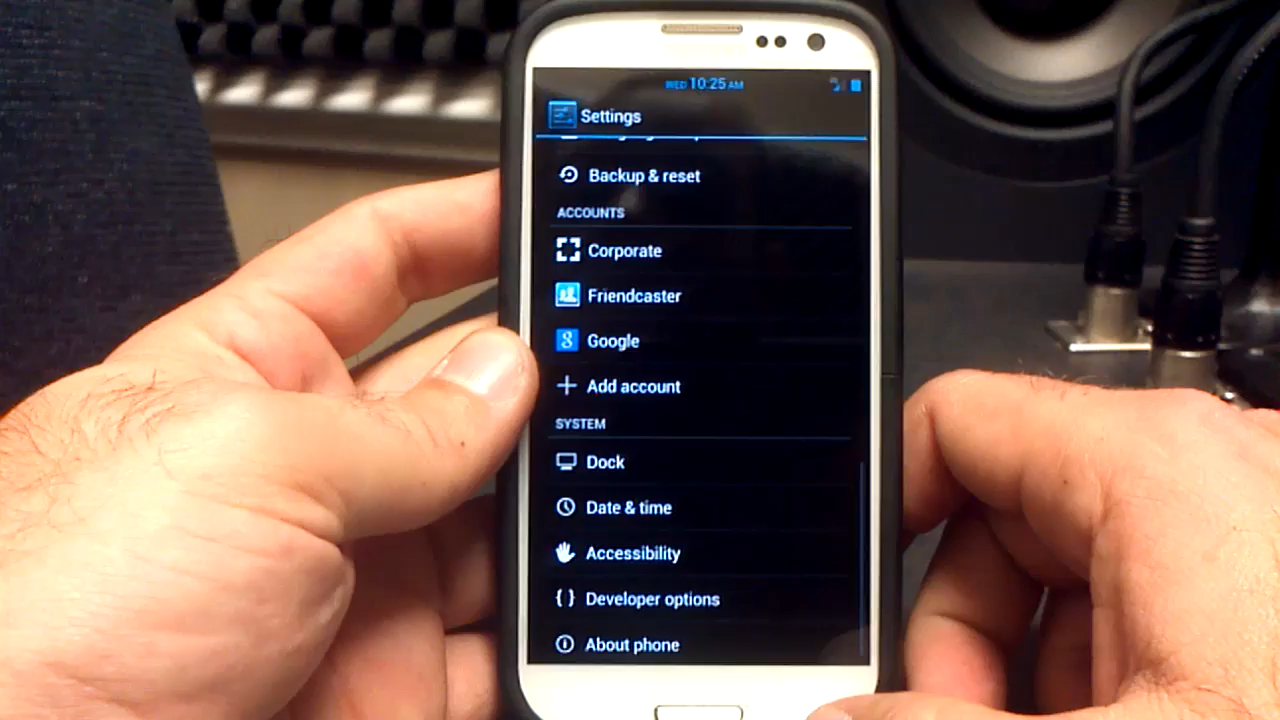 WED 10:25 AM
Settings
Backup & reset
ACCOUNTS
Corporate
Friendcaster
8 Google
Add account
SYSTEM
Dock
Date & time
Accessibility
{ } Developer options
About phone